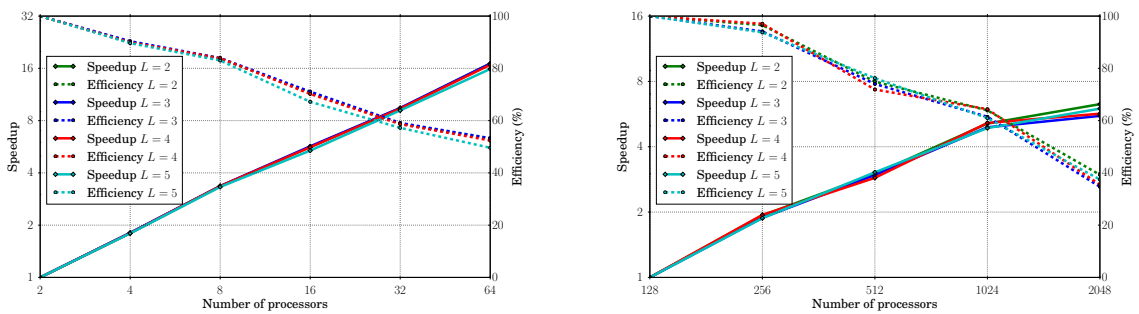 32
16
8
4
2
1
Speedup
100
80
60
40
20
0
Efficiency (%)
Speedup L = 2
Efficiency L = 2
Speedup L = 3
Efficiency L = 3
Speedup L = 4
Efficiency L = 4
Speedup L = 5
Efficiency L = 5
2 4 8 16 32 64
Number of processors
16
8
4
2
1
Speedup
100
80
60
40
20
0
Efficiency (%)
Speedup L = 2
Efficiency L = 2
Speedup L = 3
Efficiency L = 3
Speedup L = 4
Efficiency L = 4
Speedup L = 5
Efficiency L = 5
128 256 512 1024 2048
Number of processors